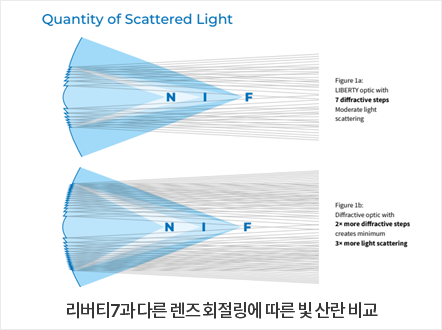 Quantity of Scattered Light
N I F
Figure 1a:
LIBERTY optic with
7 diffractive steps
Moderate light
scattering
N I F
Figure 1b:
Diffractive optic with
2× more diffractive steps
creates minimum
3× more light scattering
리버티7과 다른 렌즈 회절링에 따른 빛 산란 비교